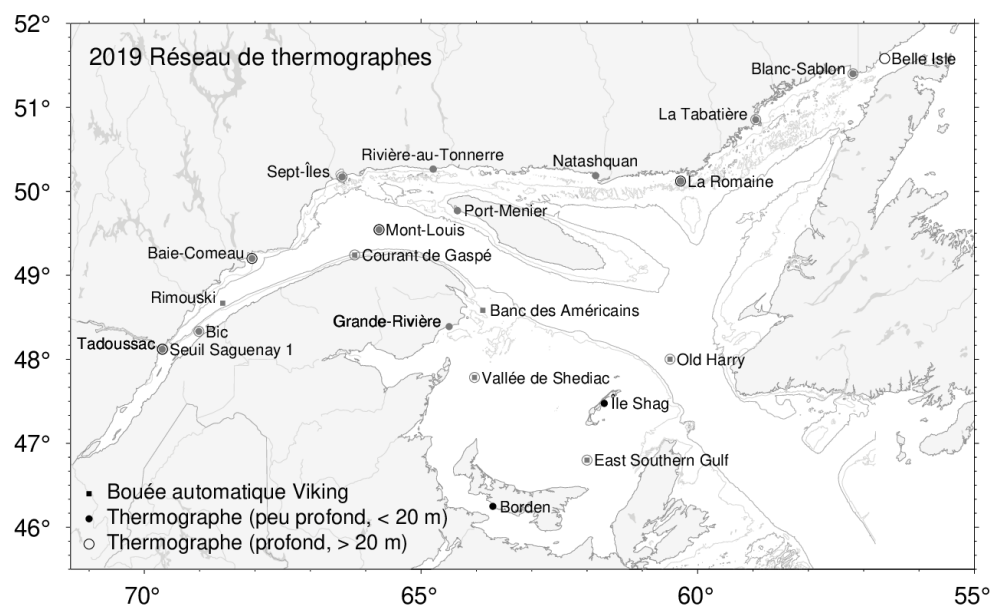 52°
2019 Réseau de thermographes
Belle Isle
Blanc-Sablon
51°
La Tabatière
Rivière-au-Tonnerre
Natashquan
Sept-Îles
50°
La Romaine
Port-Menier
Mont-Louis
Baie-Comeau
Courant de Gaspé
49°
Rimouski
Banc des Américains
Grande-Rivière
Bic
Tadoussac
Seuil Saguenay 1
48°
Old Harry
Vallée de Shediac
Île Shag
47°
East Southern Gulf
Bouée automatique Viking
Borden
Thermographe (peu profond, < 20 m)
46°
Thermographe (profond, > 20 m)
70°
65°
60°
55°